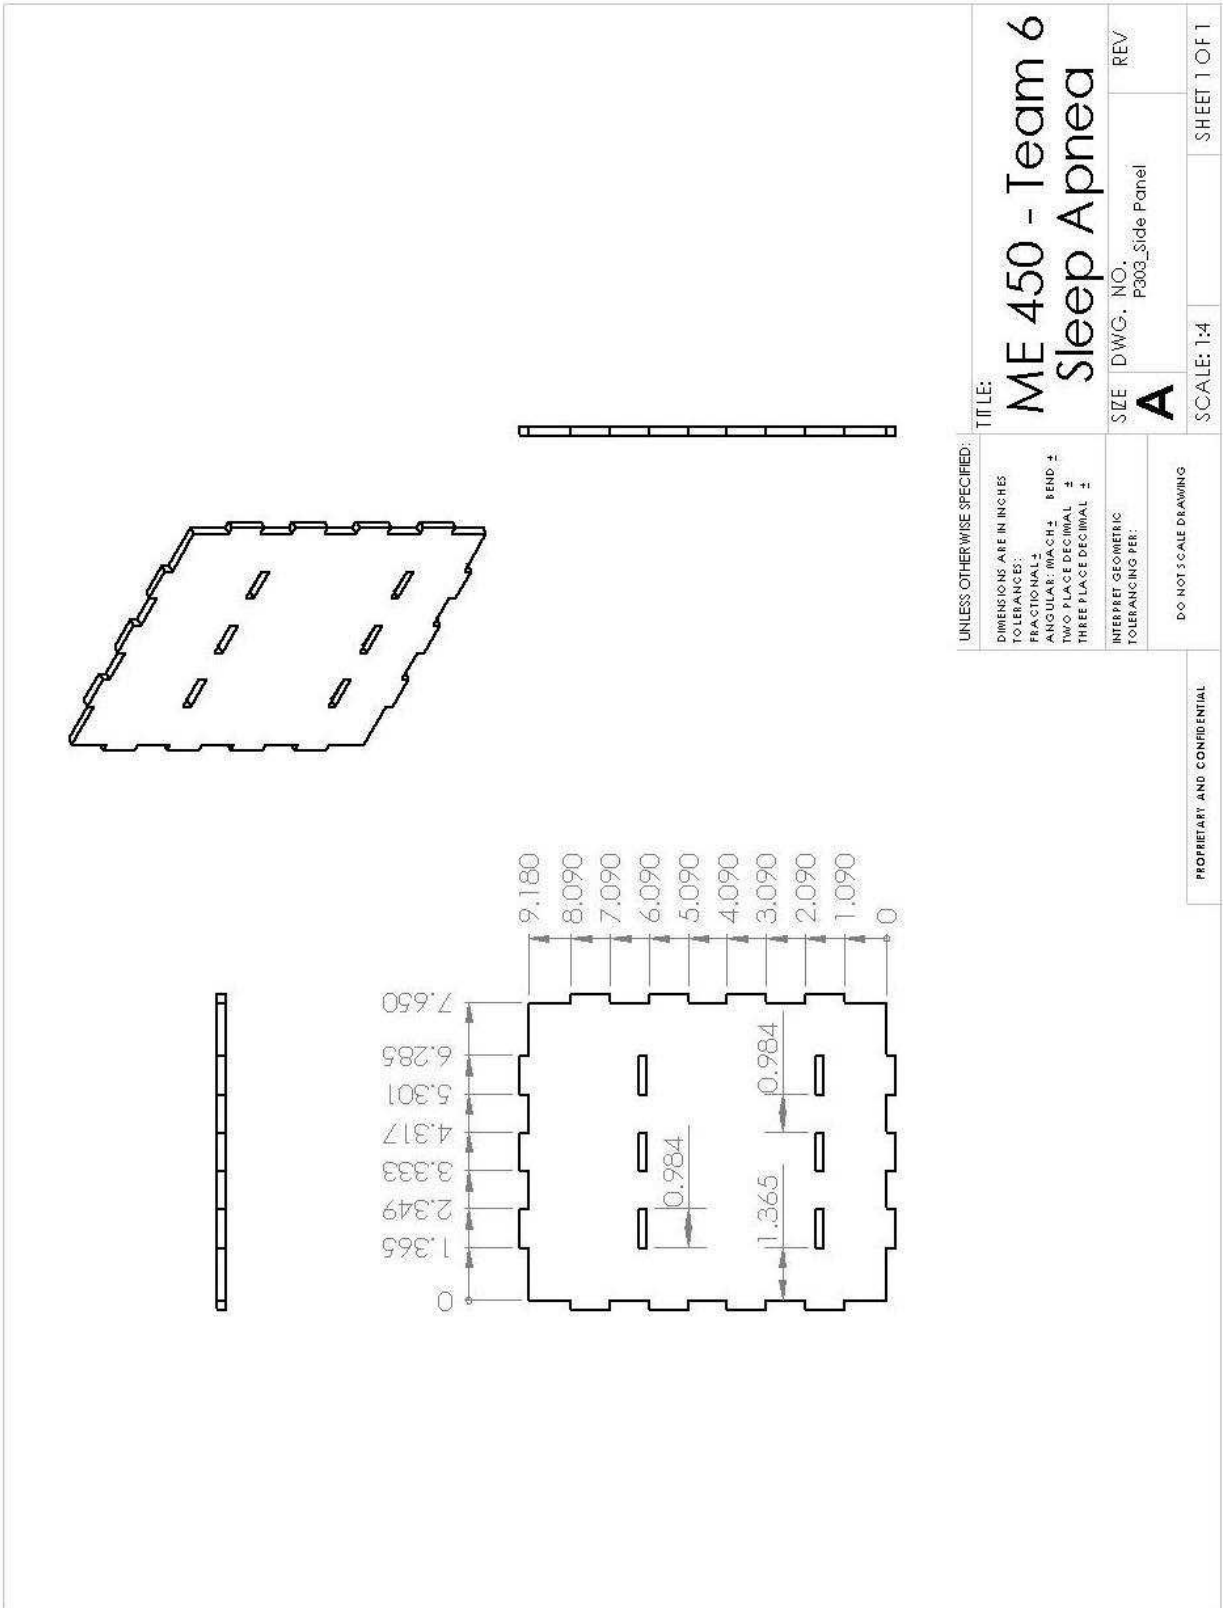 0
1.365
2.349
3.333
4.317
5.301
6.285
7.650
9.180
8.090
7.090
6.090
5.090
4.090
3.090
2.090
1.090
0
0.984
1.365
0.984
UNLESS OTHERWISE SPECIFIED:
DIMENSIONS ARE IN INCHES
TOLERANCES:
FRACTIONAL ±
ANGULAR: MACH ± BEND ±
TWO PLACE DECIMAL ±
THREE PLACE DECIMAL ±
INTERPRET GEOMETRIC
TOLERANCING PER:
DO NOT SCALE DRAWING
PROPRIETARY AND CONFIDENTIAL
TITLE:
ME 450 - Team 6
Sleep Apnea
SIZE DWG. NO. REV
A P303_Side Panel
SCALE: 1:4 SHEET 1 OF 1